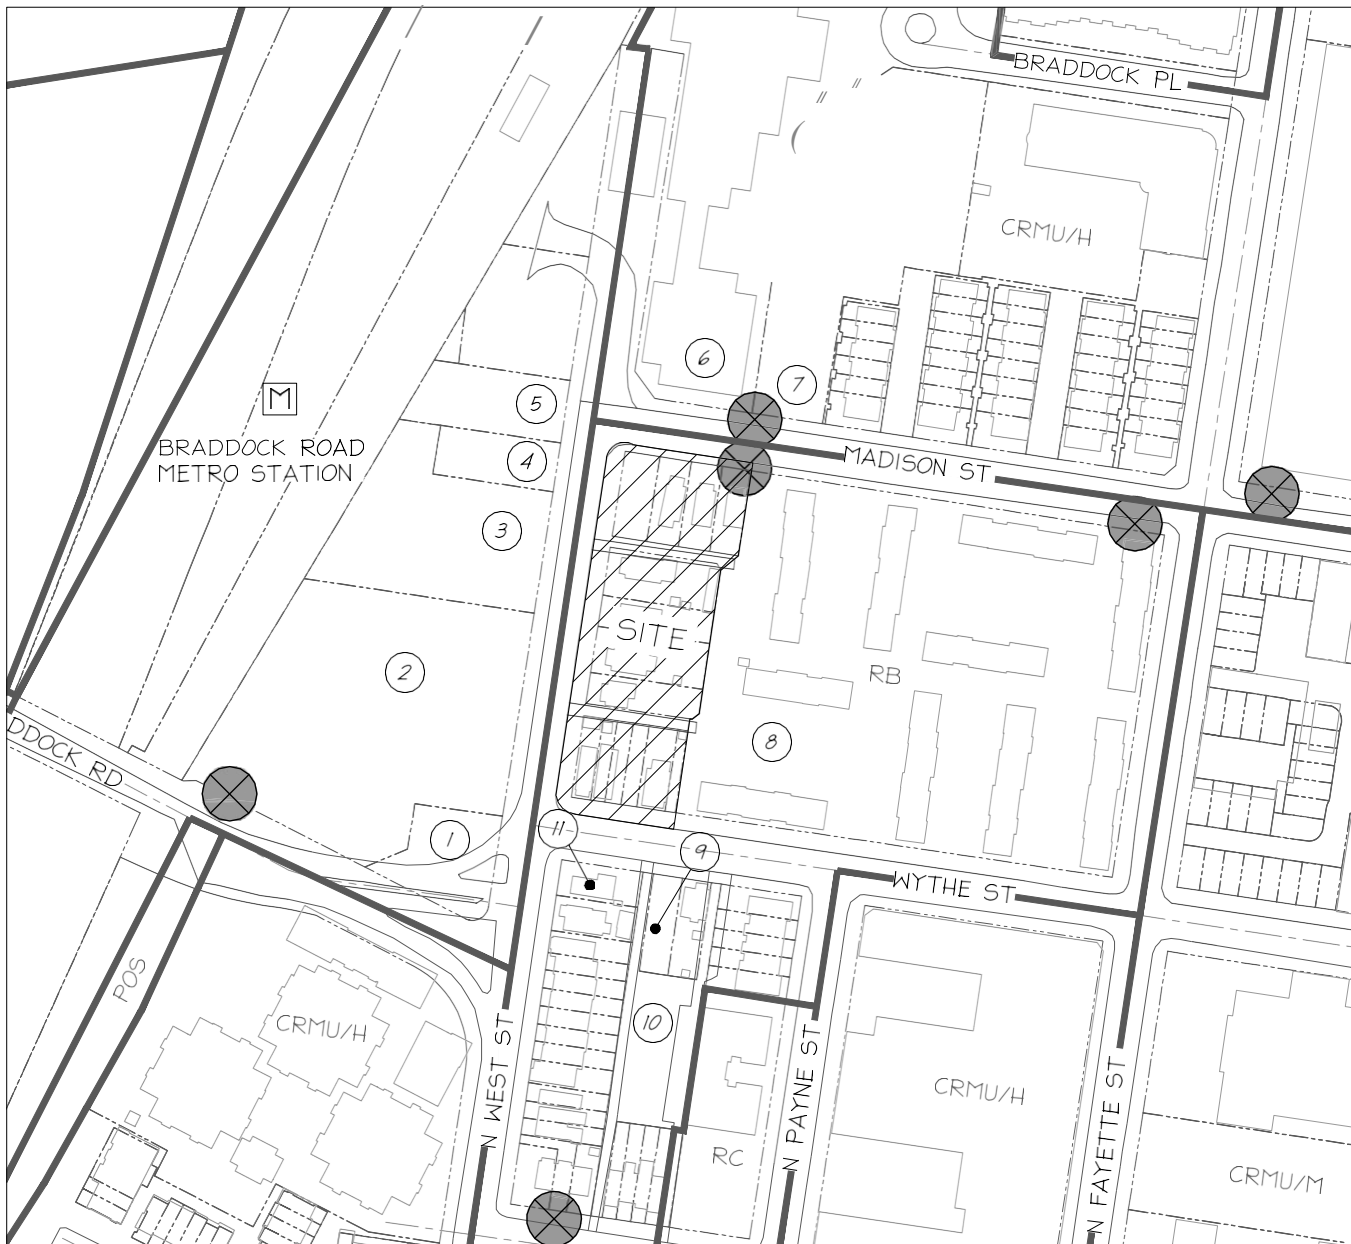 BRADDOCK PL
CRMU/H
6
7
5
M
BRADDOCK ROAD
METRO STATION
4
MADISON ST
3
SITE
2
RB
8
DDOCK RD
1
11
9
WYTHE ST
POS
CRMU/H
10
N WEST ST
N PAYNE ST
CRMU/H
N FAYETTE ST
RC
CRMU/M